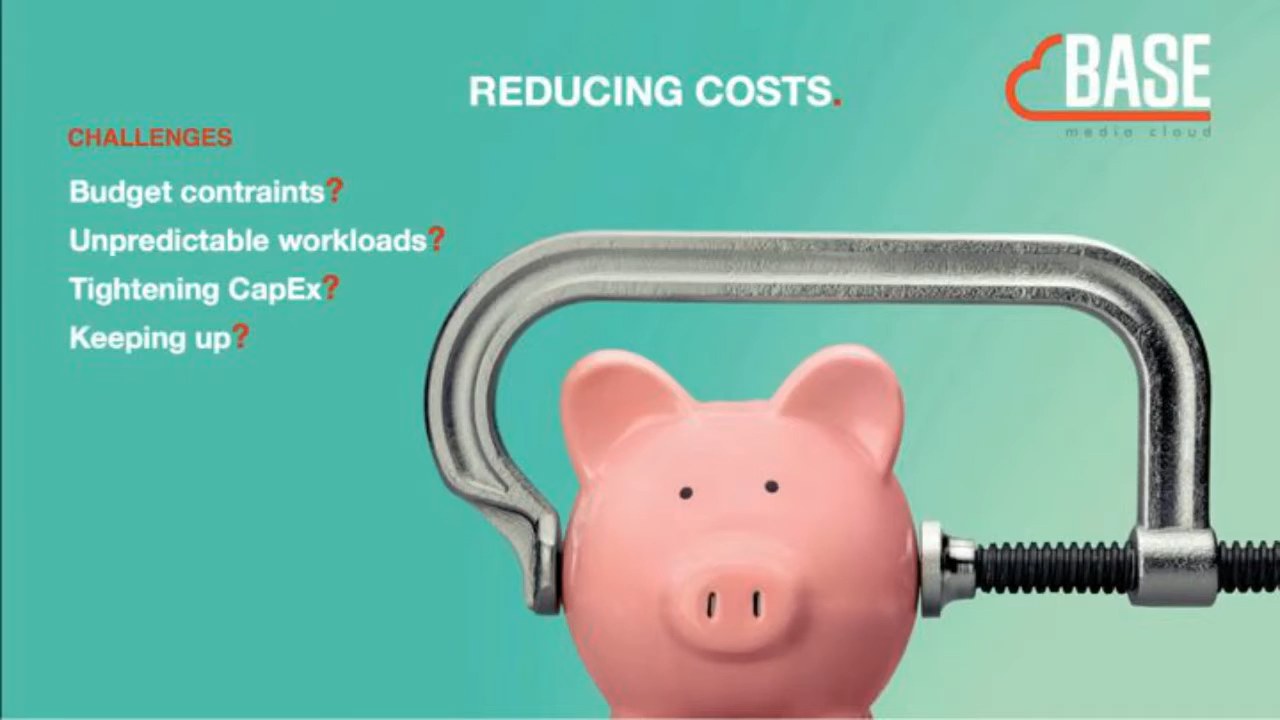 REDUCING COSTS.
BASE
media cloud
CHALLENGES
Budget contraints?
Unpredictable workloads?
Tightening CapEx?
Keeping up?